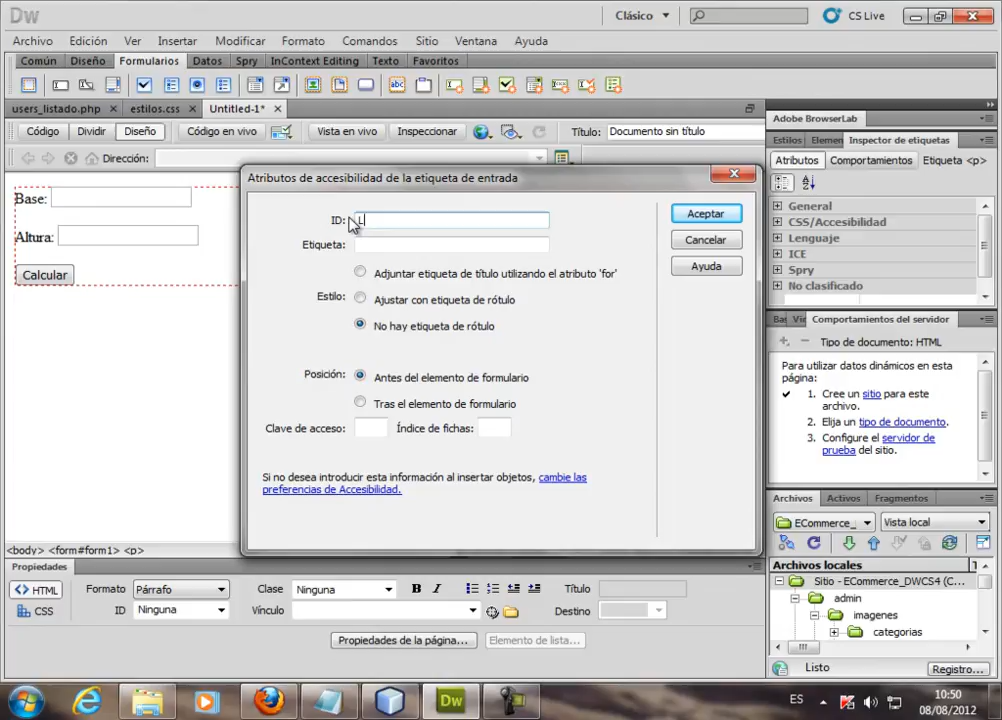 Dw
Clásico
CS Live
Archivo Edición Ver Insertar Modificar Formato Comandos Sitio Ventana Ayuda
Común Diseño Formularios Datos Spry InContext Editing Texto Favoritos
users_listado.php estilos.css Untitled-1*
Adobe BrowserLab
Código Dividir Diseño Código en vivo Vista en vivo Inspeccionar Título: Documento sin título
Estilos Elemen Inspector de etiquetas
Dirección:
Atributos Comportamientos Etiqueta <p>
Atributos de accesibilidad de la etiqueta de entrada
Base:
Altura:
Calcular
ID: L
Aceptar
Etiqueta:
Cancelar
Ayuda
Adjuntar etiqueta de título utilizando el atributo 'for'
Estilo: Ajustar con etiqueta de rótulo
No hay etiqueta de rótulo
Posición: Antes del elemento de formulario
Tras el elemento de formulario
Clave de acceso: Índice de fichas:
Si no desea introducir esta información al insertar objetos, cambie las
preferencias de Accesibilidad.
General
CSS/Accesibilidad
Lenguaje
ICE
Spry
No clasificado
Comportamientos del servidor
Tipo de documento: HTML
Para utilizar datos dinámicos en esta
página:
1. Cree un sitio para este
archivo.
2. Elija un tipo de documento.
3. Configure el servidor de
prueba del sitio.
Archivos Activos Fragmentos
ECommerce_ Vista local
Archivos locales
Sitio - ECommerce_DWCS4 (C...
admin
imagenes
categorias
Listo Registro...
<body> <form#form1> <p>
Propiedades
HTML Formato Párrafo Clase Ninguna B I Título
CSS ID Ninguna Vínculo Destino
Propiedades de la página... Elemento de lista...
Dw
ES
10:50
08/08/2012